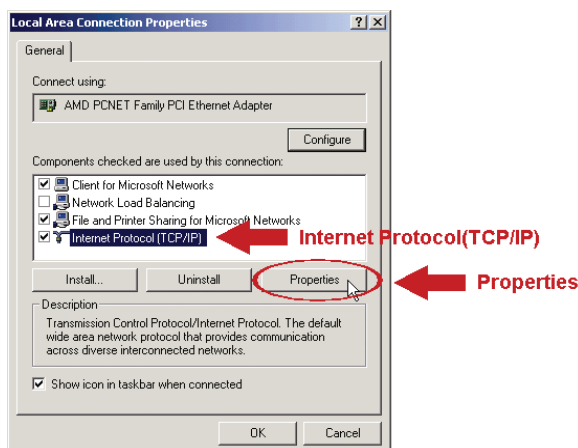 Local Area Connection Properties
General
Connect using:
AMD PCNET Family PCI Ethernet Adapter
Configure
Components checked are used by this connection:
Client for Microsoft Networks
Network Load Balancing
File and Printer Sharing for Microsoft Networks
Internet Protocol (TCP/IP)
Internet Protocol(TCP/IP)
Install...
Uninstall
Properties
Properties
Description
Transmission Control Protocol/Internet Protocol. The default
wide area network protocol that provides communication
across diverse interconnected networks.
Show icon in taskbar when connected
OK
Cancel